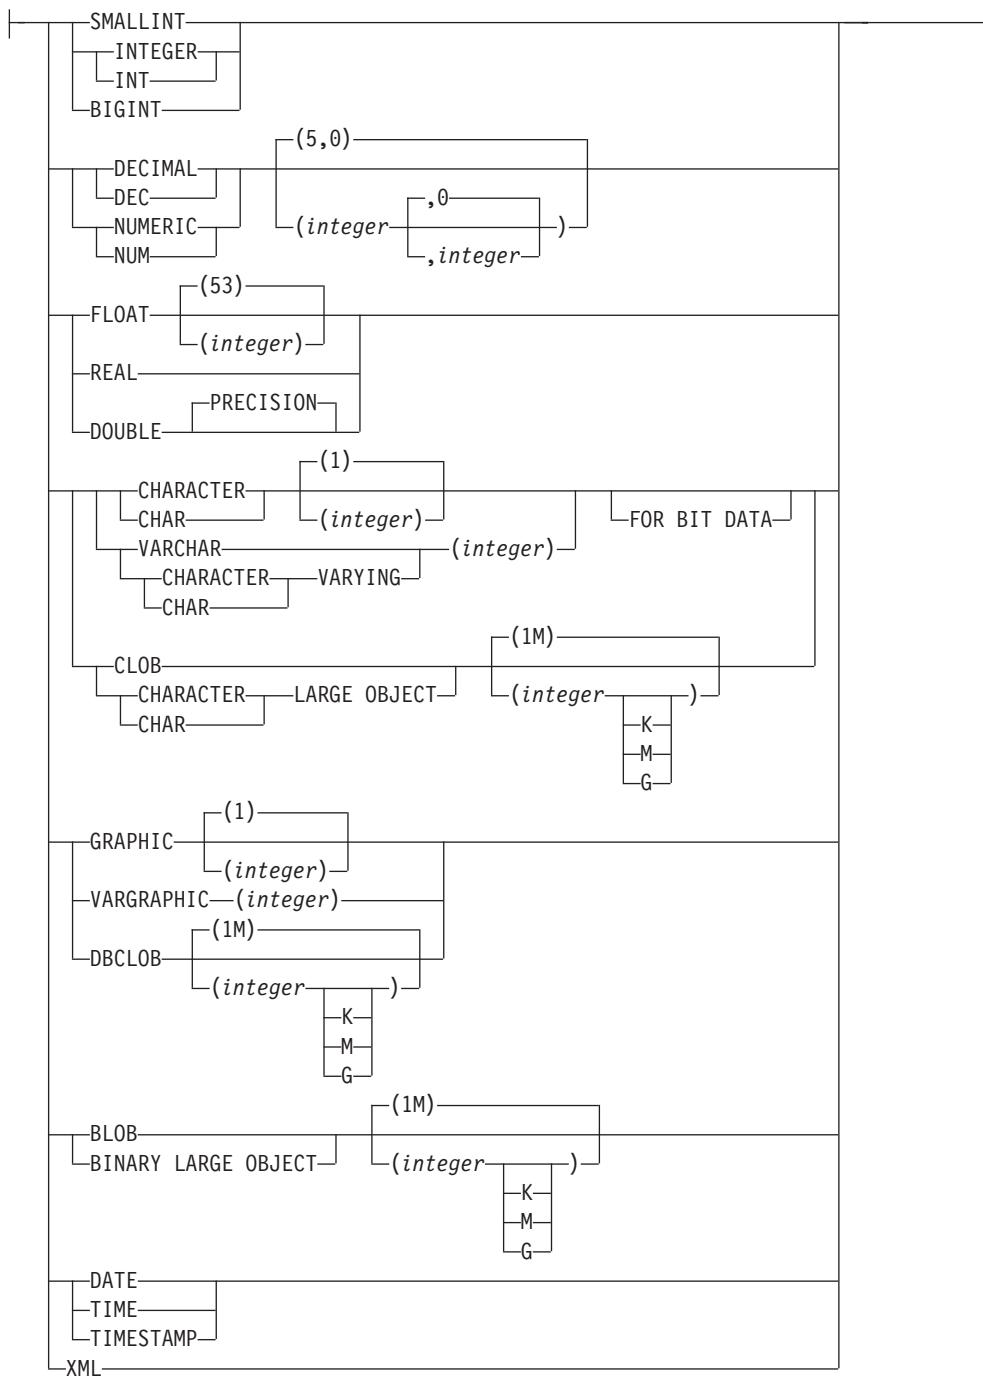 SMALLINT
INTEGER
INT
BIGINT
(5,0)
DECIMAL
DEC
,0
NUMERIC
(integer )
NUM
,integer
(53)
FLOAT
(integer)
REAL
PRECISION
DOUBLE
(1)
CHARACTER
CHAR
(integer)
FOR BIT DATA
VARCHAR
(integer)
CHARACTER
VARYING
CHAR
(1M)
CLOB
CHARACTER
LARGE OBJECT
(integer )
CHAR
K
M
G
(1)
GRAPHIC
(integer)
VARGRAPHIC
(integer)
(1M)
DBCLOB
(integer )
K
M
G
(1M)
BLOB
BINARY LARGE OBJECT
(integer )
K
M
G
DATE
TIME
TIMESTAMP
XML